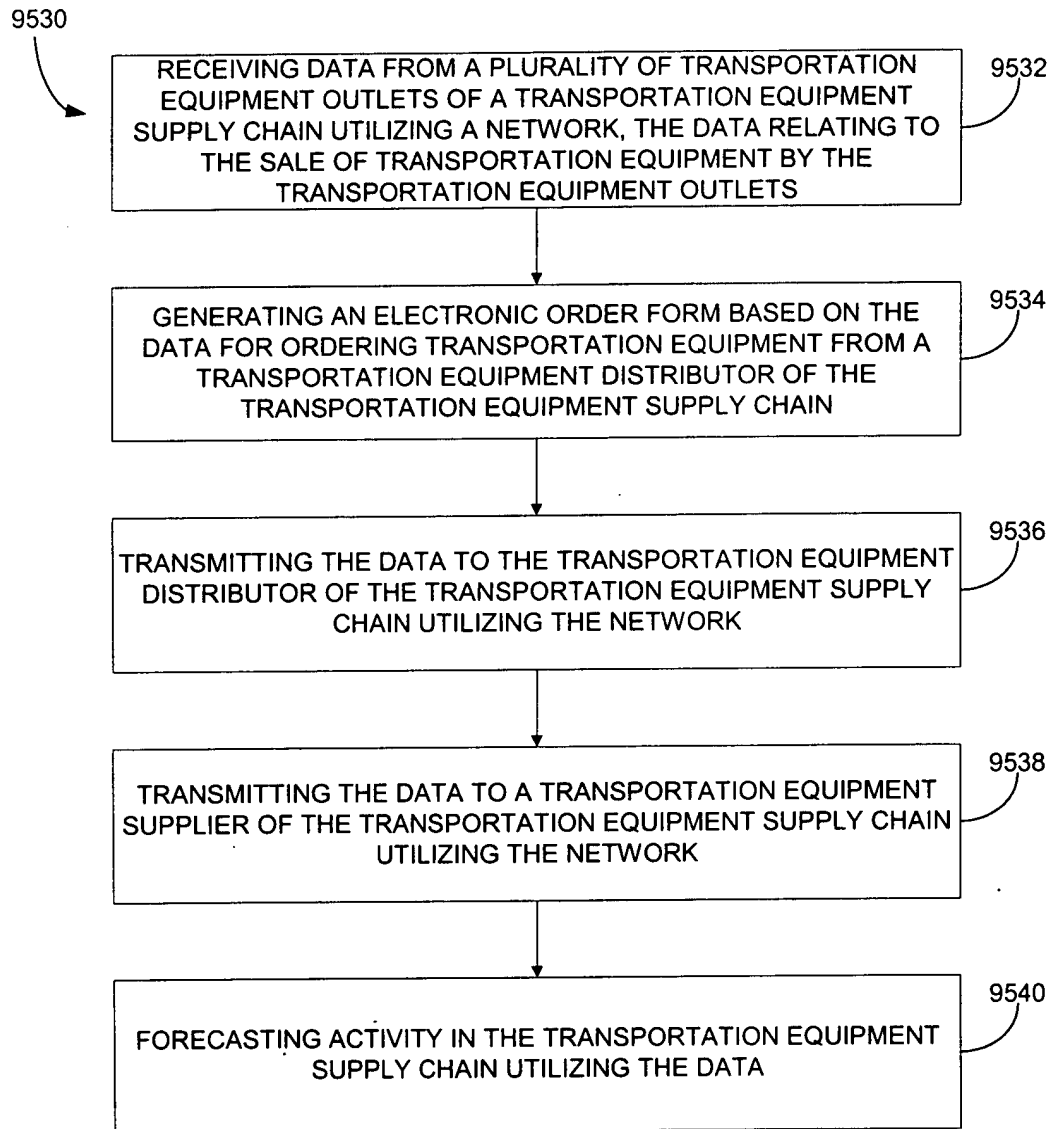 9530
RECEIVING DATA FROM A PLURALITY OF TRANSPORTATION
EQUIPMENT OUTLETS OF A TRANSPORTATION EQUIPMENT
SUPPLY CHAIN UTILIZING A NETWORK, THE DATA RELATING TO
THE SALE OF TRANSPORTATION EQUIPMENT BY THE
TRANSPORTATION EQUIPMENT OUTLETS
9532
GENERATING AN ELECTRONIC ORDER FORM BASED ON THE
DATA FOR ORDERING TRANSPORTATION EQUIPMENT FROM A
TRANSPORTATION EQUIPMENT DISTRIBUTOR OF THE
TRANSPORTATION EQUIPMENT SUPPLY CHAIN
9534
TRANSMITTING THE DATA TO THE TRANSPORTATION EQUIPMENT
DISTRIBUTOR OF THE TRANSPORTATION EQUIPMENT SUPPLY
CHAIN UTILIZING THE NETWORK
9536
TRANSMITTING THE DATA TO A TRANSPORTATION EQUIPMENT
SUPPLIER OF THE TRANSPORTATION EQUIPMENT SUPPLY CHAIN
UTILIZING THE NETWORK
9538
FORECASTING ACTIVITY IN THE TRANSPORTATION EQUIPMENT
SUPPLY CHAIN UTILIZING THE DATA
9540